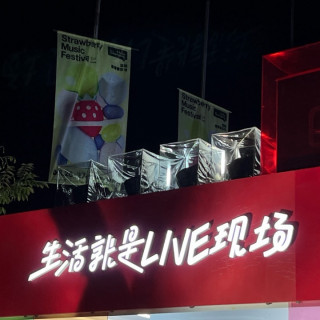 Strawberry
Music
Festival
Strawberry
Music
Festival
生活就是LIVE现场